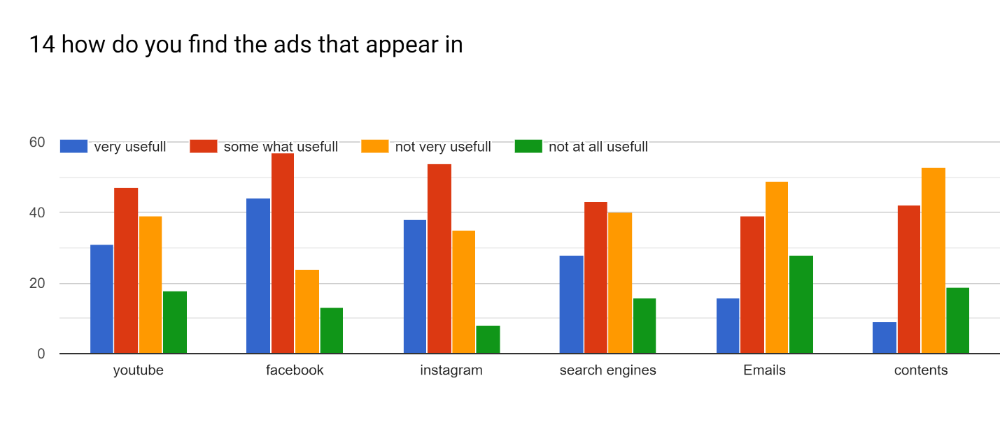 14 how do you find the ads that appear in
60 very usefull some what usefull not very usefull not at all usefull
40
20
0
youtube facebook instagram search engines Emails contents